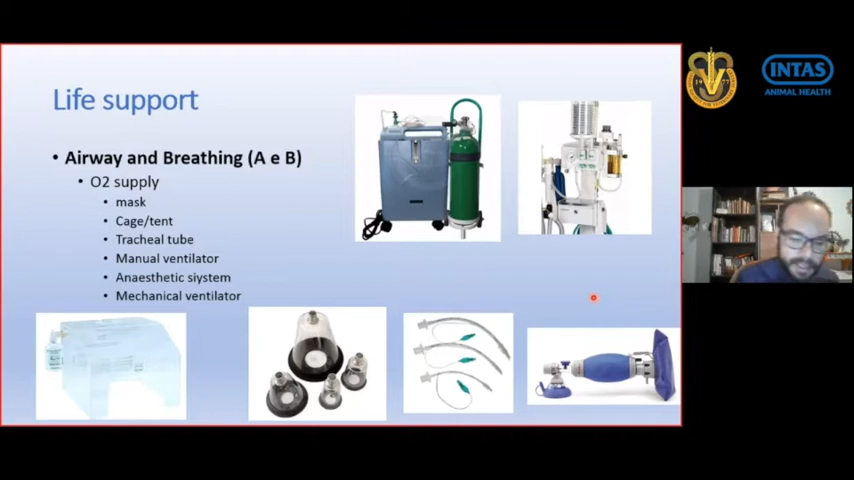 Life support
INTAS
ANIMAL HEALTH
• Airway and Breathing (A e B)
• O2 supply
• mask
• Cage/tent
• Tracheal tube
• Manual ventilator
• Anaesthetic siystem
• Mechanical ventilator